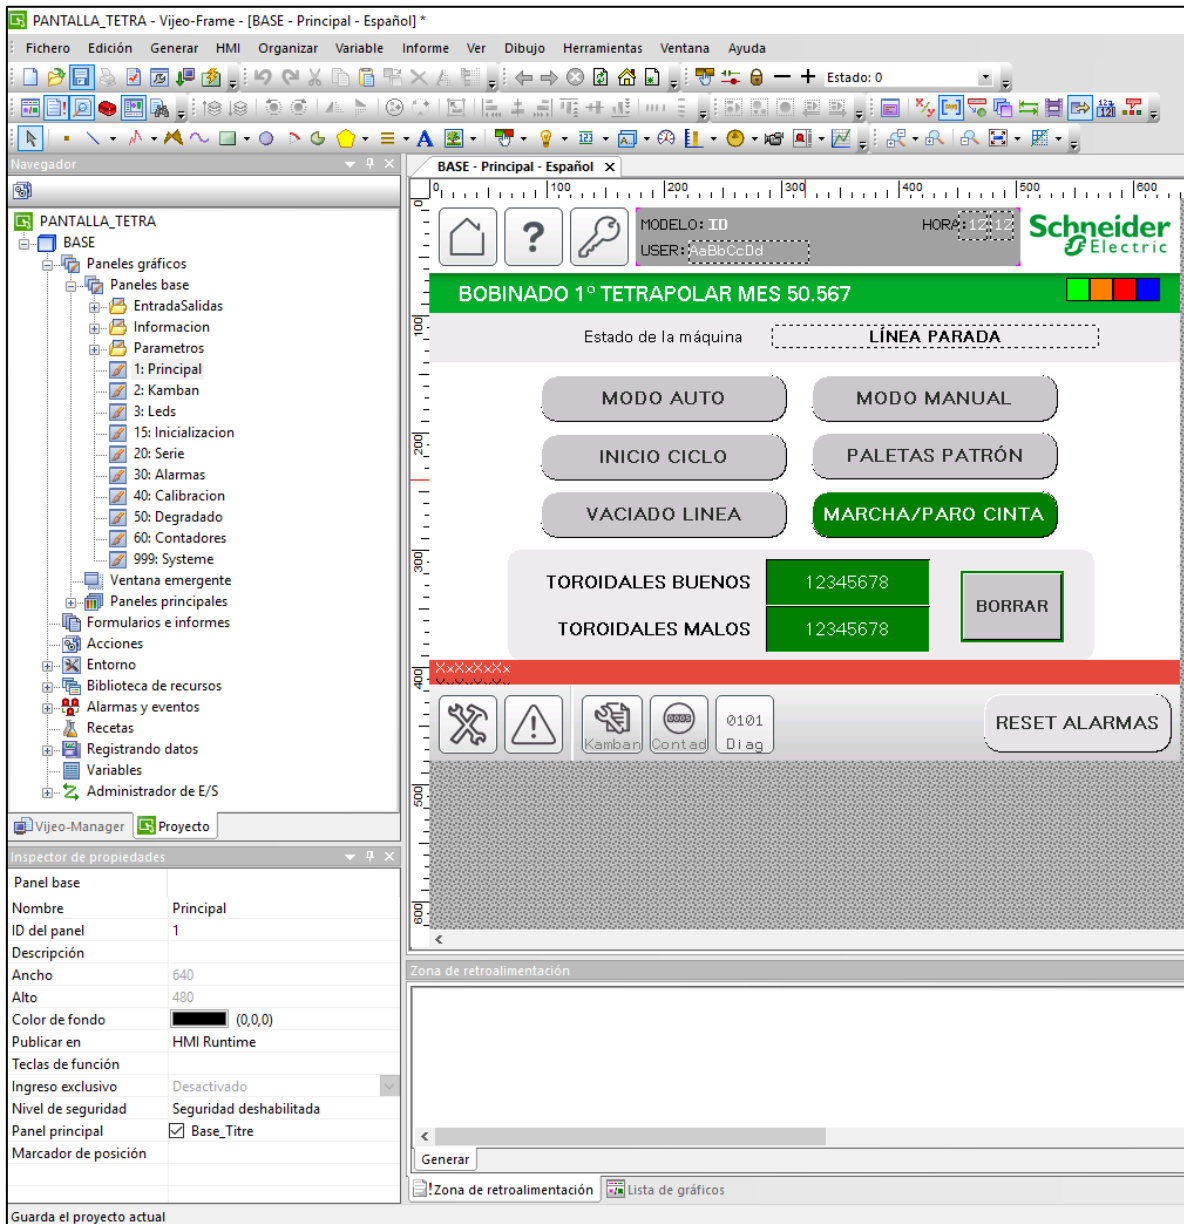 PANTALLA_TETRA - Vijeo-Frame - [BASE - Principal - Español] *
Fichero Edición Generar HMI Organizar Variable Informe Ver Dibujo Herramientas Ventana Ayuda
Estado: 0
Navegador
PANTALLA_TETRA
BASE
Paneles gráficos
Paneles base
EntradaSalidas
Informacion
Parametros
1: Principal
2: Kamban
3: Leds
15: Inicializacion
20: Serie
30: Alarmas
40: Calibracion
50: Degradado
60: Contadores
999: Systeme
Ventana emergente
Paneles principales
Formularios e informes
Acciones
Entorno
Biblioteca de recursos
Alarmas y eventos
Recetas
Registrando datos
Variables
Administrador de E/S
Vijeo-Manager Proyecto
Inspector de propiedades
Panel base
Nombre Principal
ID del panel 1
Descripción
Ancho 640
Alto 480
Color de fondo (0,0,0)
Publicar en HMI Runtime
Teclas de función
Ingreso exclusivo Desactivado
Nivel de seguridad Seguridad deshabilitada
Panel principal Base_Titre
Marcador de posición
Guarda el proyecto actual
BASE - Principal - Español X
0 100 200 300 400 500 600
0
100
200
300
400
500
600
?
MODELO: ID HORA: 12 12
USER: AaBbCcDd
Schneider
Electric
BOBINADO 1º TETRAPOLAR MES 50.567
Estado de la máquina LÍNEA PARADA
MODO AUTO MODO MANUAL
INICIO CICLO PALETAS PATRÓN
VACIADO LINEA MARCHA/PARO CINTA
TOROIDALES BUENOS 12345678
BORRAR
TOROIDALES MALOS 12345678
XxXxXxXx
Kamban Contad 0101 Diag RESET ALARMAS
Zona de retroalimentación
Generar
Zona de retroalimentación Lista de gráficos